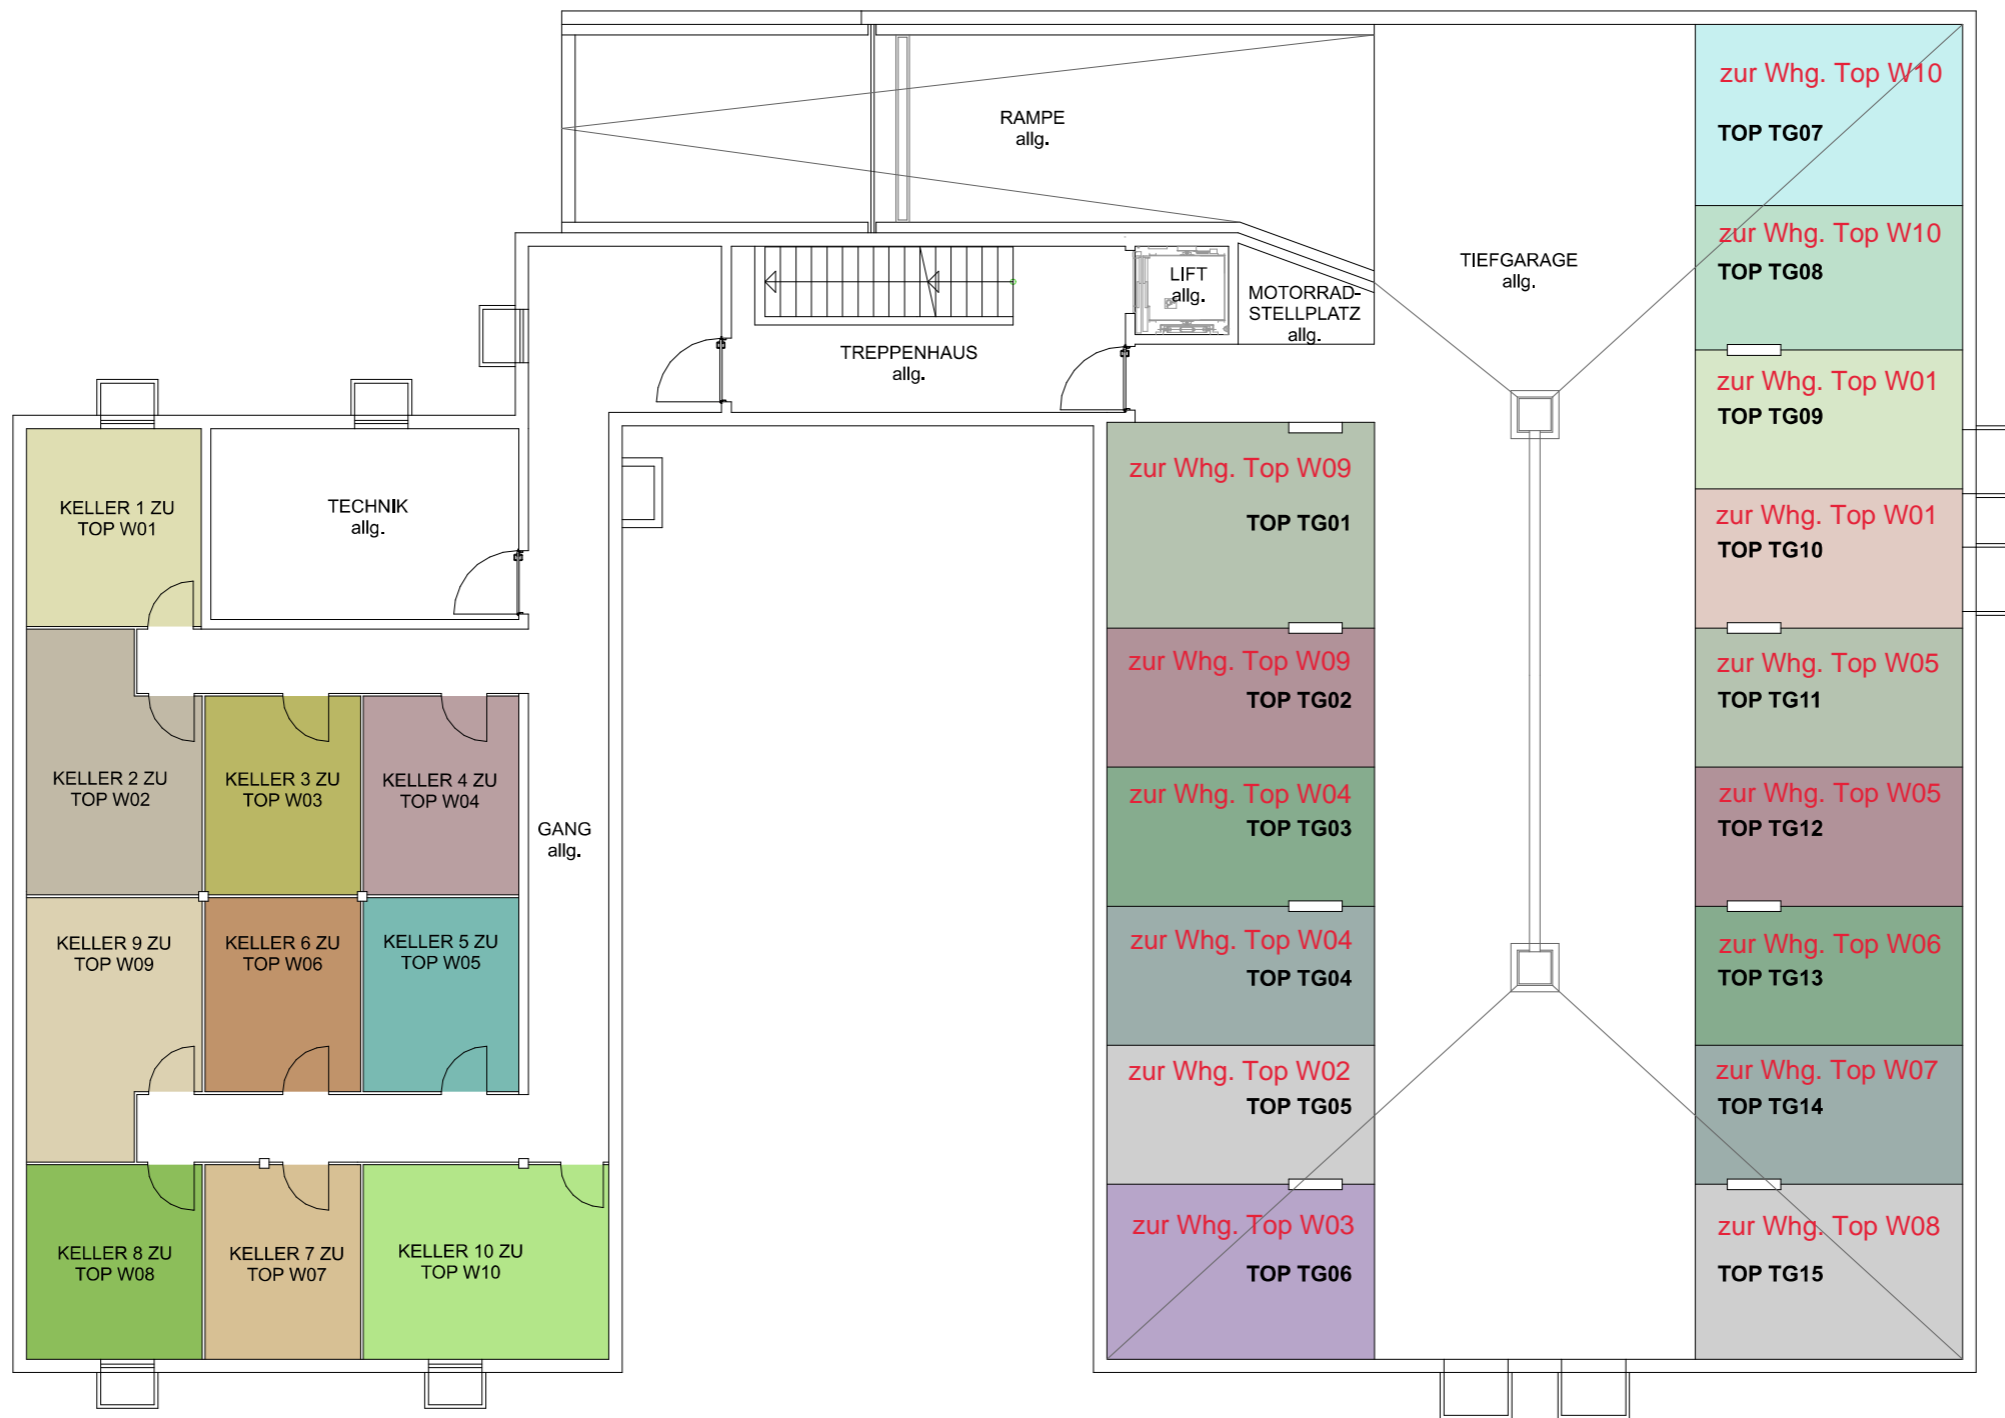 RAMPE
allg.
zur Whg. Top W10
TOP TG07
zur Whg. Top W10
TOP TG08
TIEFGARAGE
allg.
LIFT
allg.
MOTORRAD-
STELLPLATZ
allg.
TREPPENHAUS
allg.
zur Whg. Top W01
TOP TG09
zur Whg. Top W09
TOP TG01
zur Whg. Top W01
TOP TG10
KELLER 1 ZU
TOP W01
TECHNIK
allg.
zur Whg. Top W09
TOP TG02
zur Whg. Top W05
TOP TG11
KELLER 2 ZU
TOP W02
KELLER 3 ZU
TOP W03
KELLER 4 ZU
TOP W04
GANG
allg.
zur Whg. Top W04
TOP TG03
zur Whg. Top W05
TOP TG12
KELLER 9 ZU
TOP W09
KELLER 6 ZU
TOP W06
KELLER 5 ZU
TOP W05
zur Whg. Top W04
TOP TG04
zur Whg. Top W06
TOP TG13
zur Whg. Top W02
TOP TG05
zur Whg. Top W07
TOP TG14
KELLER 8 ZU
TOP W08
KELLER 7 ZU
TOP W07
KELLER 10 ZU
TOP W10
zur Whg. Top W03
TOP TG06
zur Whg. Top W08
TOP TG15